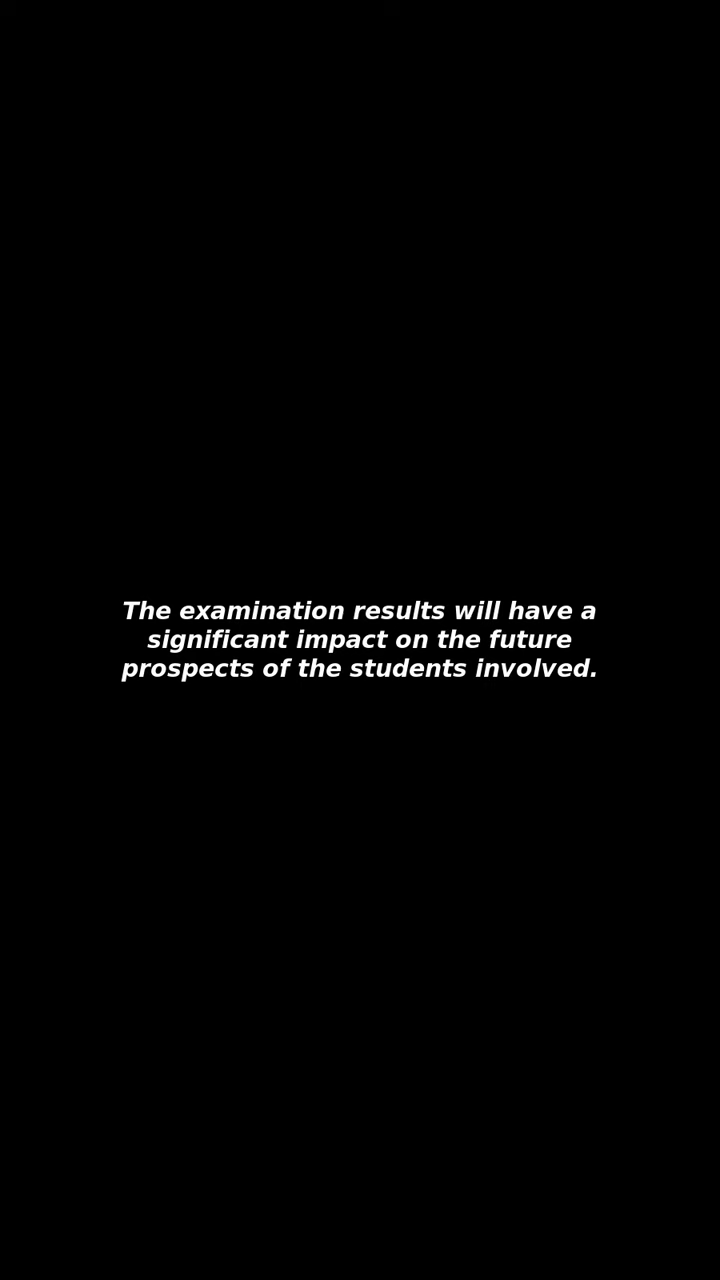 The examination results will have a
significant impact on the future
prospects of the students involved.